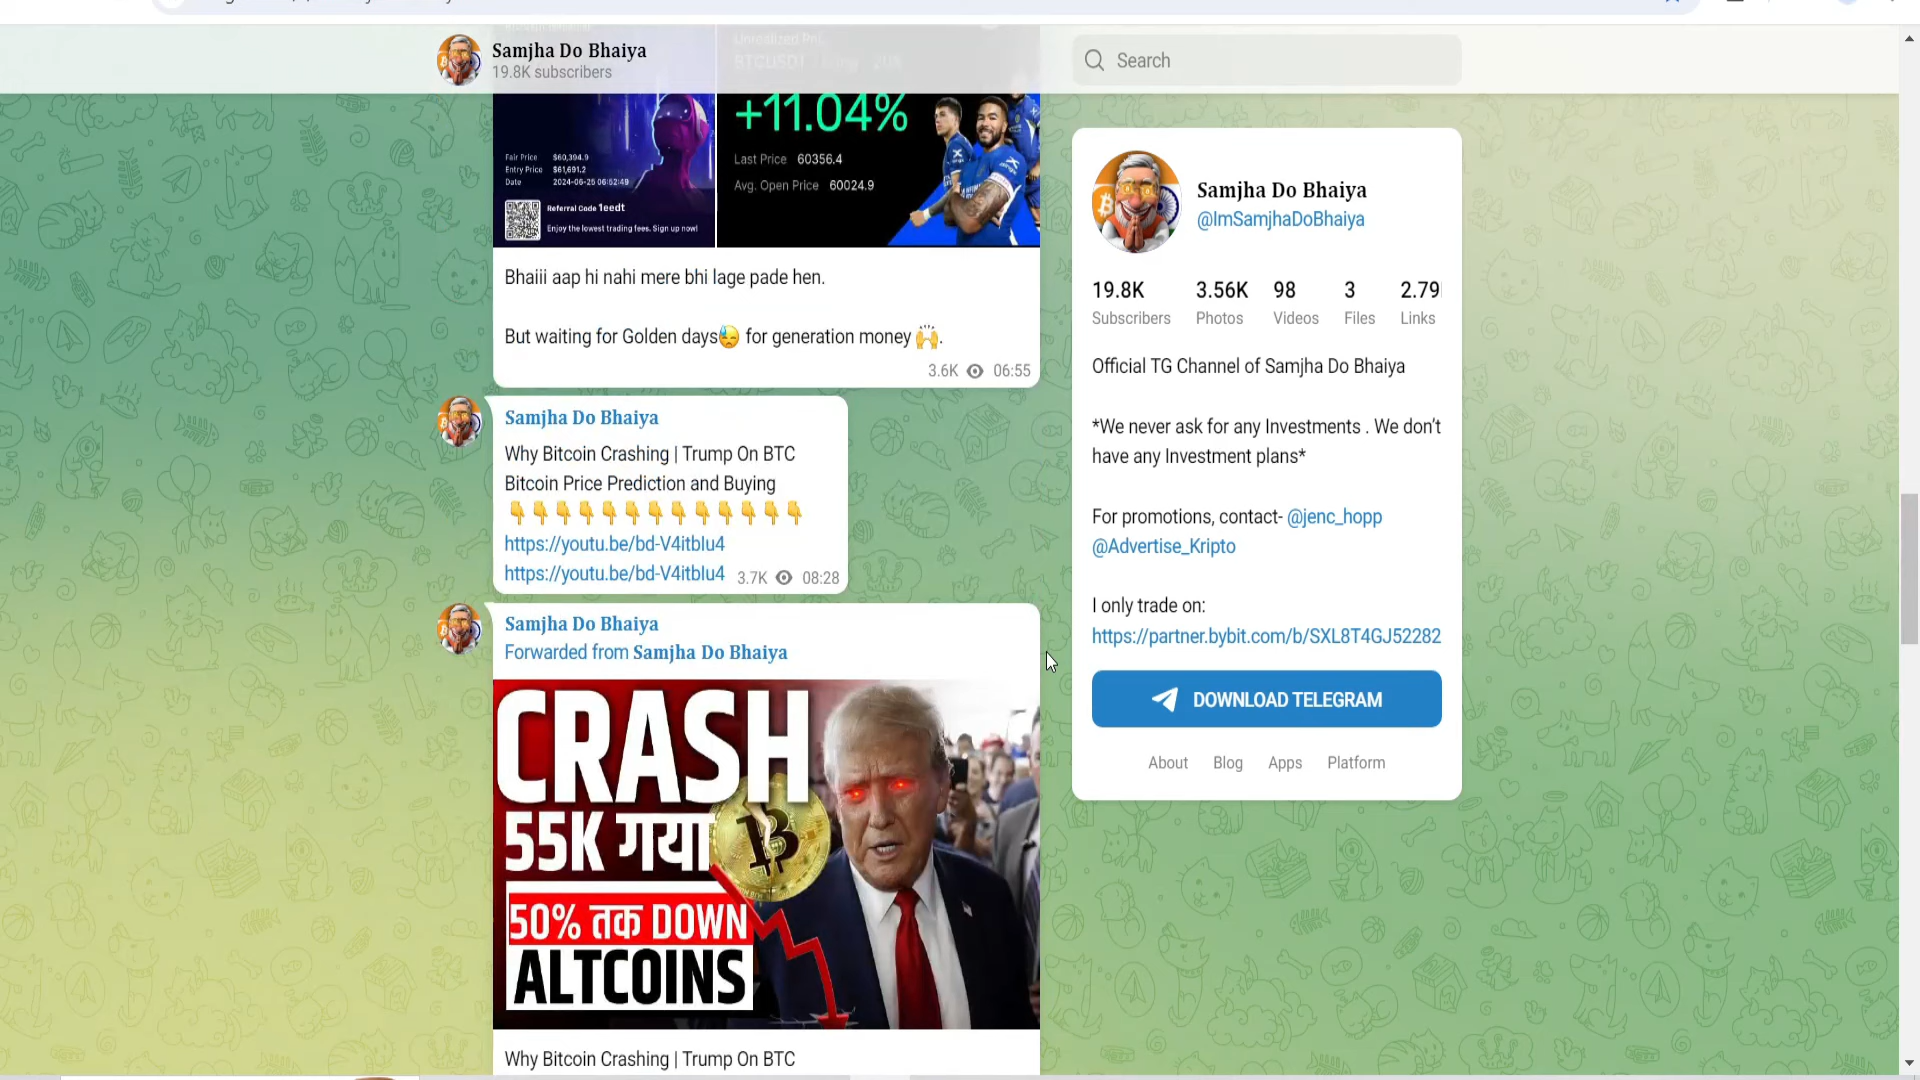 Samjha Do Bhaiya
19.8K subscribers
Search
Unrealized PnL
BTCUSDT
+11.04%
Fair Price $60,394.9
Entry Price $61,691.2
Date 2024-06-25 06:52:49
Referral Code 1eedt
Enjoy the lowest trading fees. Sign up now!
Last Price 60356.4
Avg. Open Price 60024.9
Bhaiii aap hi nahi mere bhi lage pade hen.
But waiting for Golden days😓 for generation money 🙌.
3.6K 06:55
Samjha Do Bhaiya
Why Bitcoin Crashing | Trump On BTC
Bitcoin Price Prediction and Buying
👇👇👇👇👇👇👇👇👇👇👇👇👇
https://youtu.be/bd-V4itblu4
https://youtu.be/bd-V4itblu4 3.7K 08:28
Samjha Do Bhaiya
Forwarded from Samjha Do Bhaiya
CRASH
55K गया
50% तक DOWN
ALTCOINS
Why Bitcoin Crashing | Trump On BTC
Samjha Do Bhaiya
@ImSamjhaDoBhaiya
19.8K 3.56K 98 3 2.79
Subscribers Photos Videos Files Links
Official TG Channel of Samjha Do Bhaiya
*We never ask for any Investments . We don't
have any Investment plans*
For promotions, contact- @jenc_hopp
@Advertise_Kripto
I only trade on:
https://partner.bybit.com/b/SXL8T4GJ52282
DOWNLOAD TELEGRAM
About Blog Apps Platform